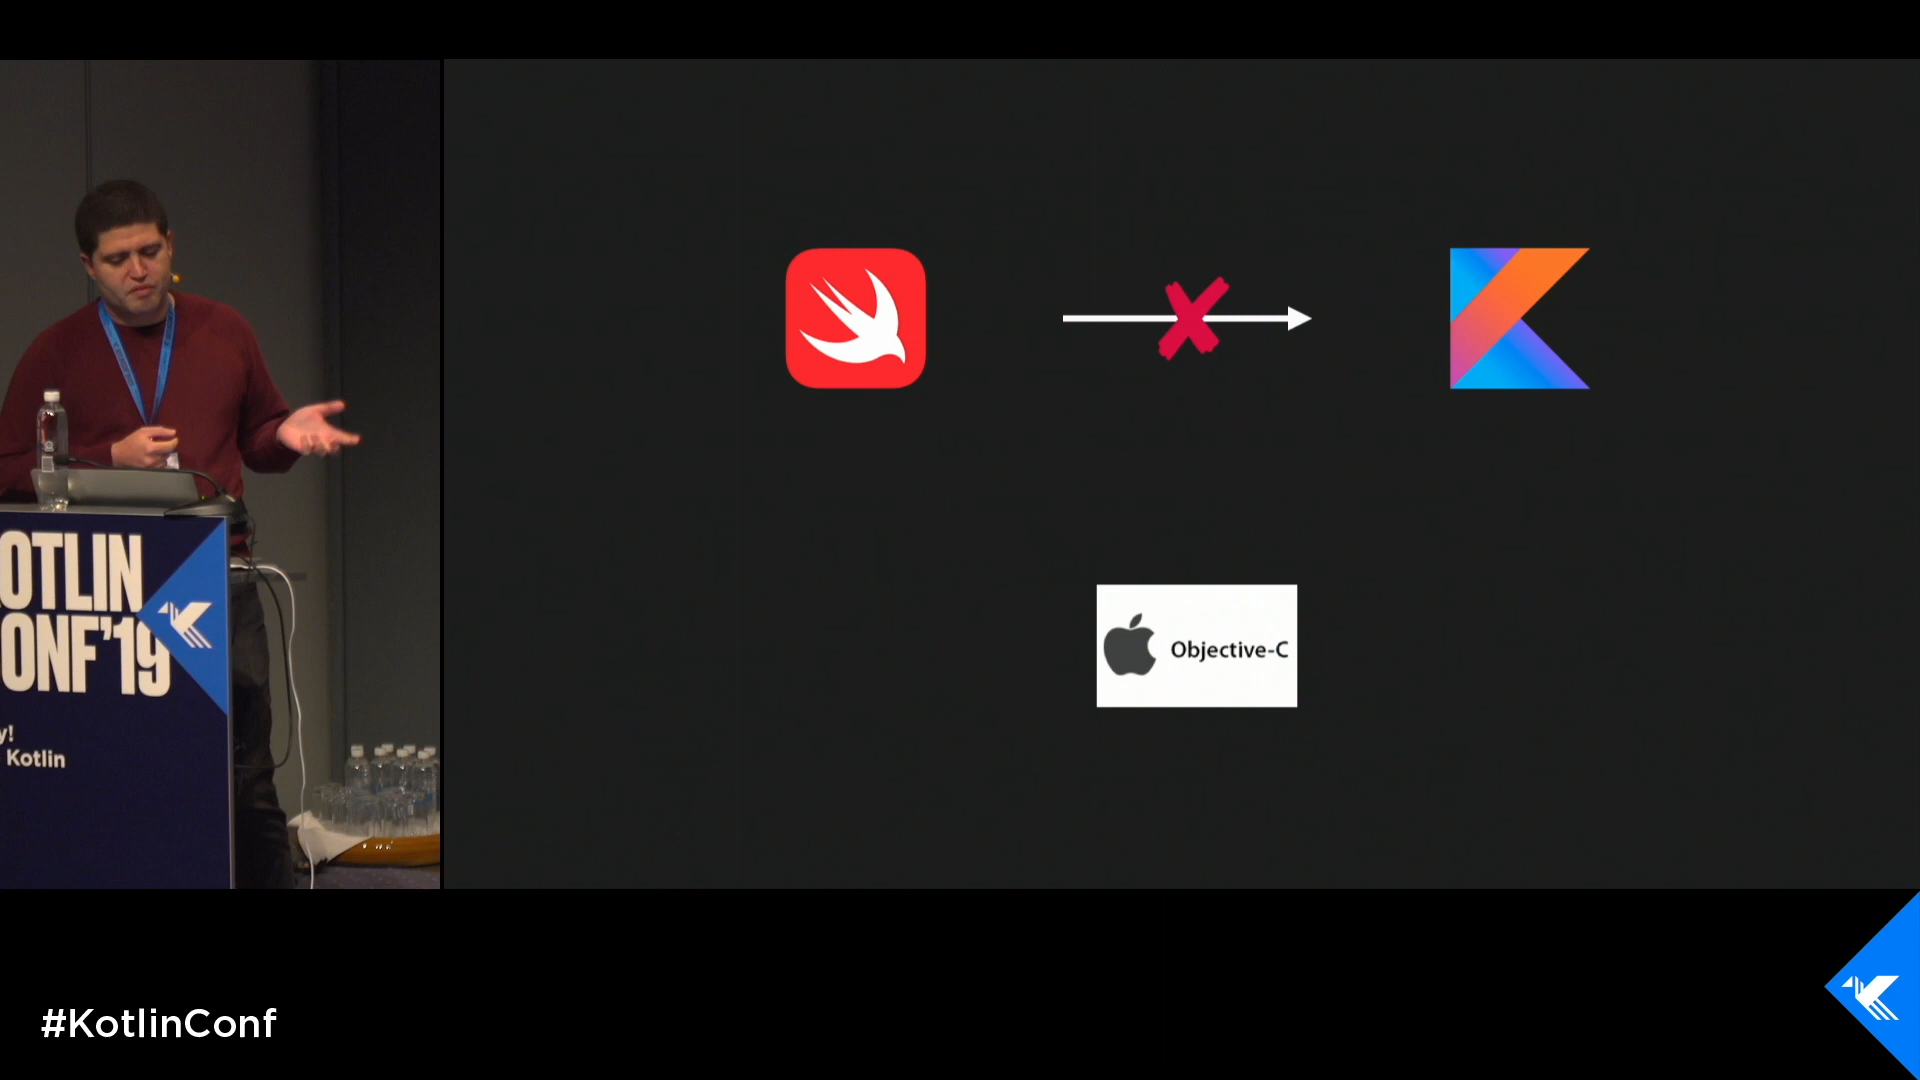 OTLIN
ONF'19
y!
Kotlin
Objective-C
#KotlinConf